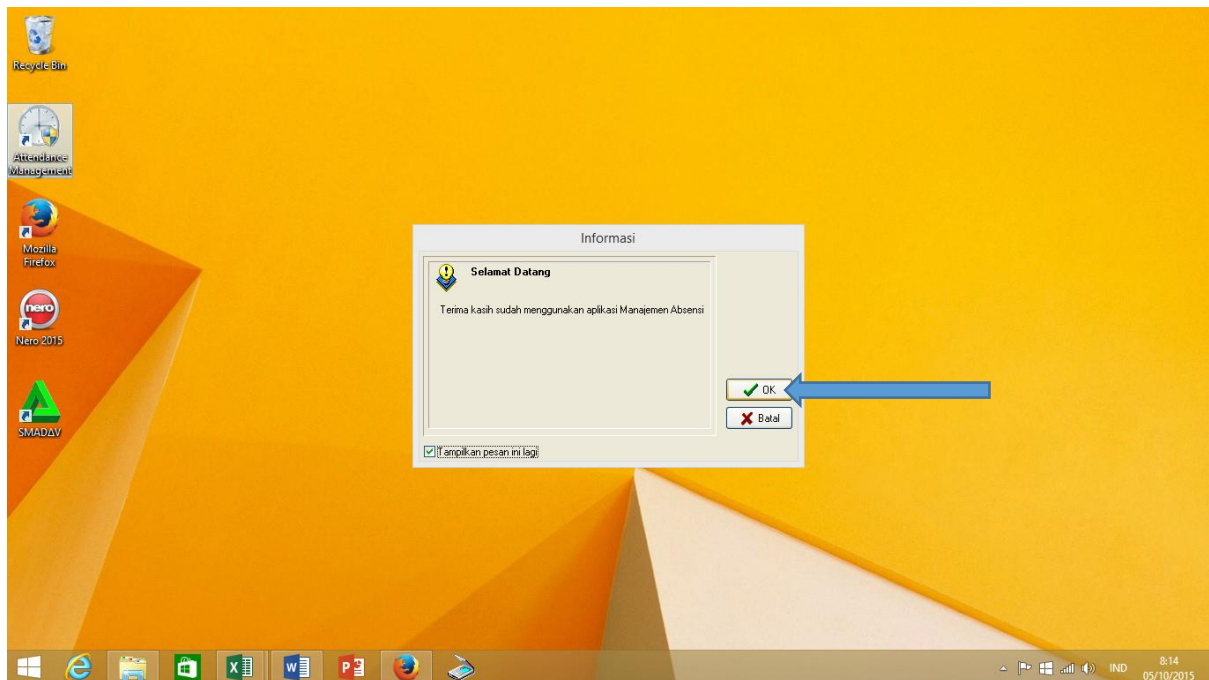 Recycle Bin
Attendance
Management
Mozilla
Firefox
nero
Nero 2015
SMADAV
Informasi
Selamat Datang
Terima kasih sudah menggunakan aplikasi Manajemen Absensi
OK
Batal
Tampilkan pesan ini lagi
IND
8:14
05/10/2015